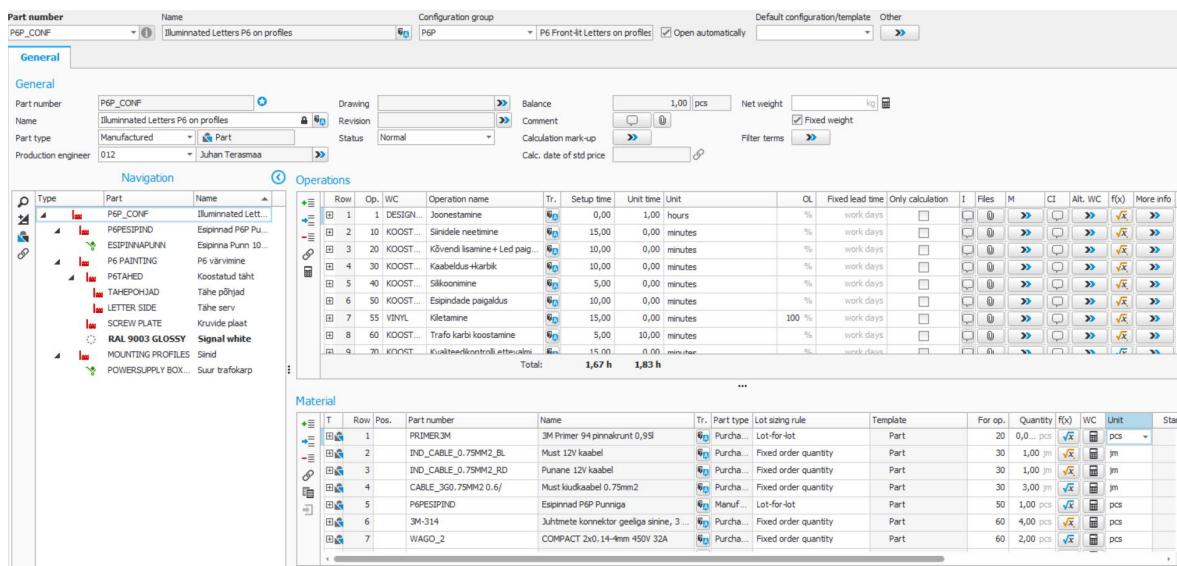 Part number Name Configuration group Default configuration/template Other
P6P_CONF Illuminnated Letters P6 on profiles P6P P6 Front-lit Letters on profiles Open automatically
General
General
Part number P6P_CONF Drawing Balance 1,00 pcs Net weight kg
Name Illuminnated Letters P6 on profiles Revision Comment Fixed weight
Part type Manufactured Part Status Normal Calculation mark-up Filter terms
Production engineer 012 Juhan Terasmaa Calc. date of std price
Navigation
Type Part Name
P6P_CONF Illuminnated Lett...
P6PESIPIND Esipinnad P6P Pu...
ESIPINNAPUNN Esipinna Punn 10...
P6 PAINTING P6 värvimine
P6TAHED Koostatud täht
TAHEPOHJAD Tähe põhjad
LETTER SIDE Tähe serv
SCREW PLATE Kruvide plaat
RAL 9003 GLOSSY Signal white
MOUNTING PROFILES Siinid
POWERSUPPLY BOX... Suur trafokarp
Operations
Row Op. WC Operation name Tr. Setup time Unit time Unit OL Fixed lead time Only calculation I Files M CI Alt. WC f(x) More info
1 1 DESIGN... Joonestamine 0,00 1,00 hours % work days
2 10 KOOST... Siinidele neetimine 15,00 0,00 minutes % work days
3 20 KOOST... Kõvendi lisamine + Led paig... 10,00 0,00 minutes % work days
4 30 KOOST... Kaabeldus+karbik 10,00 0,00 minutes % work days
5 40 KOOST... Silikoonimine 5,00 0,00 minutes % work days
6 50 KOOST... Esipindade paigaldus 10,00 0,00 minutes % work days
7 55 VINYL Kiletamine 15,00 0,00 minutes 100 % work days
8 60 KOOST... Trafo karbi koostamine 5,00 10,00 minutes % work days
9 70 KOOST... Kvaliteedikontrolli ettevalmi... 15,00 0,00 minutes % work days
Total: 1,67 h 1,83 h
Material
T Row Pos. Part number Name Tr. Part type Lot sizing rule Template For op. Quantity f(x) WC Unit Star
1 PRIMER3M 3M Primer 94 pinnakrunt 0,95l Purcha... Lot-for-lot Part 20 0,0... pcs pcs
2 IND_CABLE_0.75MM2_BL Must 12V kaabel Purcha... Fixed order quantity Part 30 1,00 jm jm
3 IND_CABLE_0.75MM2_RD Punane 12V kaabel Purcha... Fixed order quantity Part 30 1,00 jm jm
4 CABLE_3G0.75MM2 0.6/ Must kiudkaabel 0.75mm2 Purcha... Fixed order quantity Part 30 3,00 jm jm
5 P6PESIPIND Esipinnad P6P Punniga Manuf... Lot-for-lot Part 50 1,00 pcs pcs
6 3M-314 Juhtmete konnektor geeliga sinine, 3 ... Purcha... Fixed order quantity Part 60 4,00 pcs pcs
7 WAGO_2 COMPACT 2x0.14-4mm 450V 32A Purcha... Fixed order quantity Part 60 2,00 pcs pcs